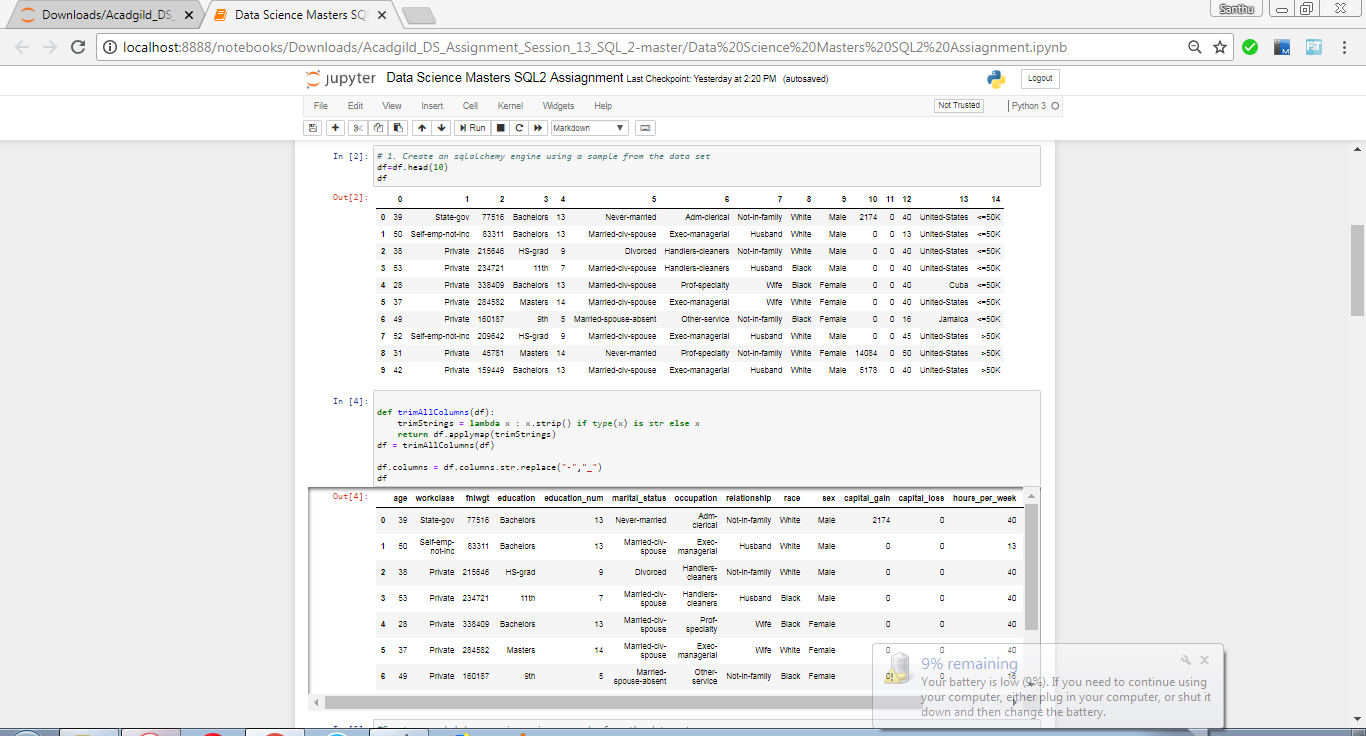 Downloads/Acadgild_DS_ Data Science Masters SQ Santhu
localhost:8888/notebooks/Downloads/Acadgild_DS_Assignment_Session_13_SQL_2-master/Data%20Science%20Masters%20SQL2%20Assiagnment.ipynb
jupyter Data Science Masters SQL2 Assiagnment Last Checkpoint: Yesterday at 2:20 PM (autosaved) Logout
File Edit View Insert Cell Kernel Widgets Help Not Trusted Python 3
Run Markdown
In [2]: # 1. Create an sqlalchemy engine using a sample from the data set
df=df.head(10)
df
Out[2]: 0 1 2 3 4 5 6 7 8 9 10 11 12 13 14
0 39 State-gov 77516 Bachelors 13 Never-married Adm-clerical Not-in-family White Male 2174 0 40 United-States <=50K
1 50 Self-emp-not-inc 83311 Bachelors 13 Married-civ-spouse Exec-managerial Husband White Male 0 0 13 United-States <=50K
2 38 Private 215646 HS-grad 9 Divorced Handlers-cleaners Not-in-family White Male 0 0 40 United-States <=50K
3 53 Private 234721 11th 7 Married-civ-spouse Handlers-cleaners Husband Black Male 0 0 40 United-States <=50K
4 28 Private 338409 Bachelors 13 Married-civ-spouse Prof-specialty Wife Black Female 0 0 40 Cuba <=50K
5 37 Private 284582 Masters 14 Married-civ-spouse Exec-managerial Wife White Female 0 0 40 United-States <=50K
6 49 Private 160187 9th 5 Married-spouse-absent Other-service Not-in-family Black Female 0 0 16 Jamaica <=50K
7 52 Self-emp-not-inc 209642 HS-grad 9 Married-civ-spouse Exec-managerial Husband White Male 0 0 45 United-States >50K
8 31 Private 45781 Masters 14 Never-married Prof-specialty Not-in-family White Female 14084 0 50 United-States >50K
9 42 Private 159449 Bachelors 13 Married-civ-spouse Exec-managerial Husband White Male 5178 0 40 United-States >50K
In [4]:
def trimAllColumns(df):
trimStrings = lambda x : x.strip() if type(x) is str else x
return df.applymap(trimStrings)
df = trimAllColumns(df)
df.columns = df.columns.str.replace("-","_")
df
Out[4]: age workclass fnlwgt education education_num marital_status occupation relationship race sex capital_gain capital_loss hours_per_week
0 39 State-gov 77516 Bachelors 13 Never-married Adm-clerical Not-in-family White Male 2174 0 40
1 50 Self-emp-not-inc 83311 Bachelors 13 Married-civ-spouse Exec-managerial Husband White Male 0 0 13
2 38 Private 215646 HS-grad 9 Divorced Handlers-cleaners Not-in-family White Male 0 0 40
3 53 Private 234721 11th 7 Married-civ-spouse Handlers-cleaners Husband Black Male 0 0 40
4 28 Private 338409 Bachelors 13 Married-civ-spouse Prof-specialty Wife Black Female 0 0 40
5 37 Private 284582 Masters 14 Married-civ-spouse Exec-managerial Wife White Female 0 0 40
6 49 Private 160187 9th 5 Married-spouse-absent Other-service Not-in-family Black Female 0 0 16
9% remaining
Your battery is low (9%). If you need to continue using
your computer, either plug in your computer, or shut it
down and then change the battery.